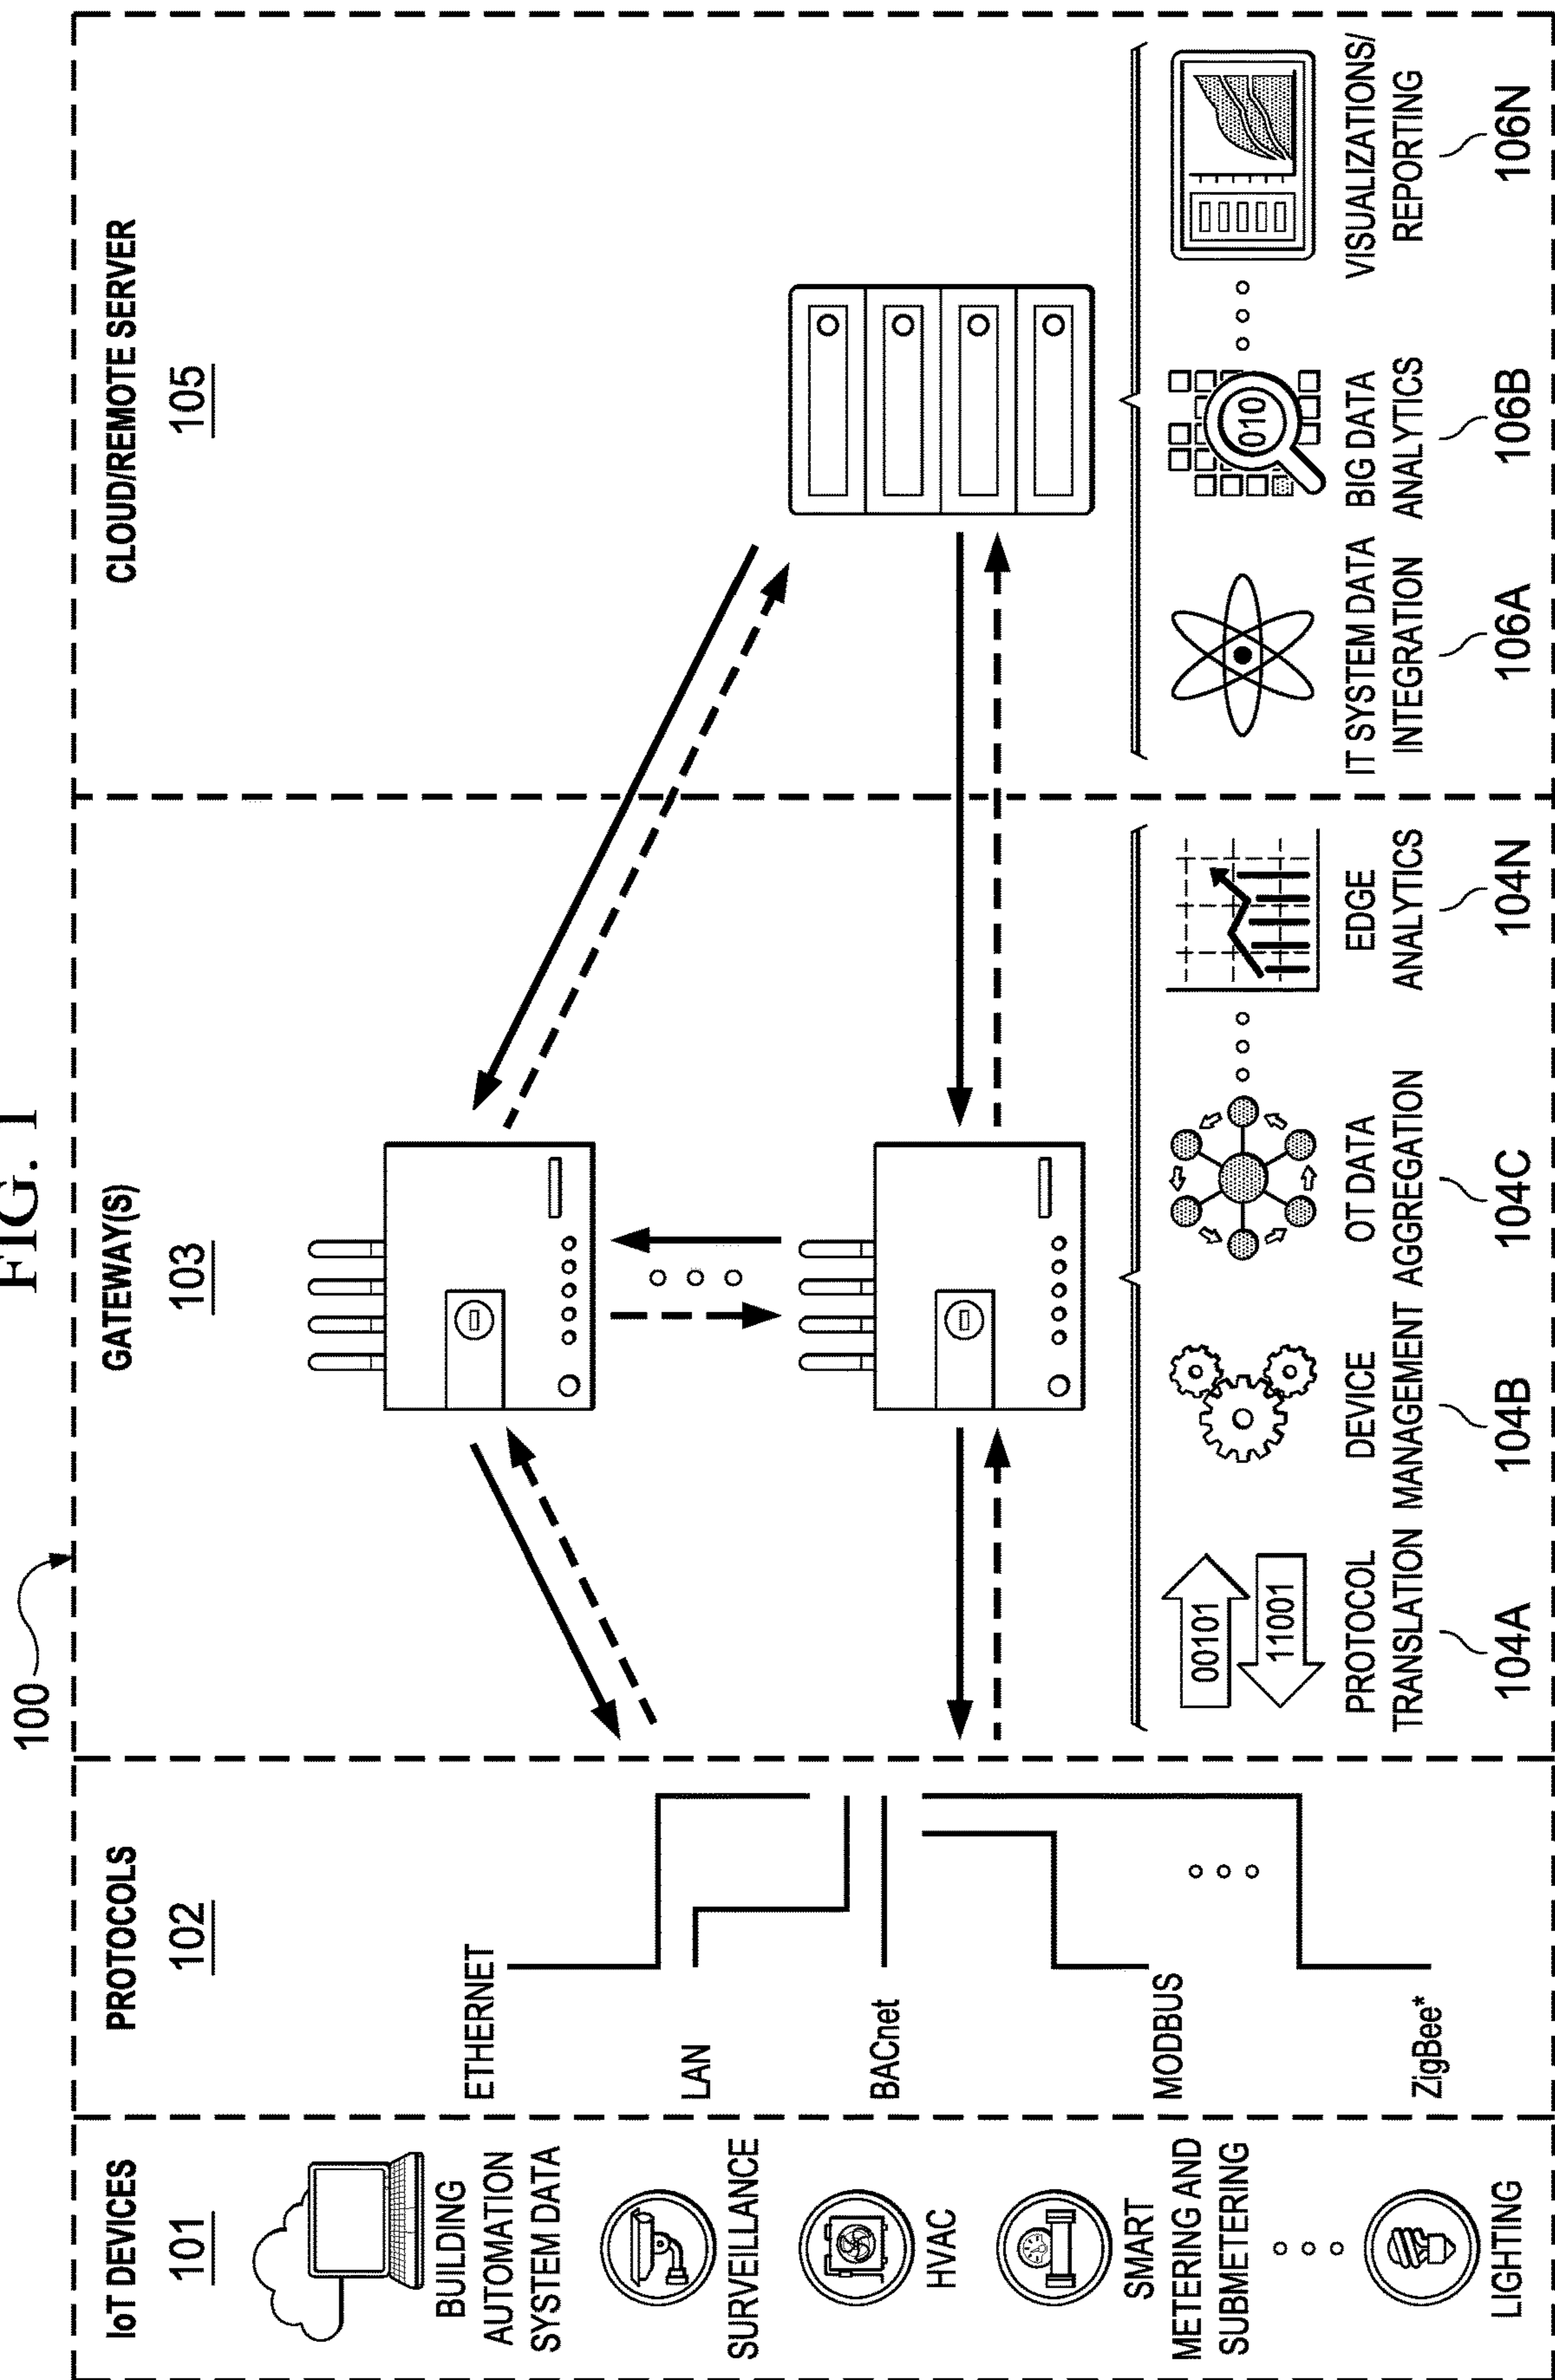 FIG. 1
100
IoT DEVICES
101
BUILDING
AUTOMATION
SYSTEM DATA
SURVEILLANCE
HVAC
SMART
METERING AND
SUBMETERING
LIGHTING
PROTOCOLS
102
ETHERNET
LAN
BACnet
MODBUS
ZigBee*
GATEWAY(S)
103
00101
11001
PROTOCOL
TRANSLATION
104A
DEVICE
MANAGEMENT
104B
OT DATA
AGGREGATION
104C
EDGE
ANALYTICS
104N
CLOUD/REMOTE SERVER
105
IT SYSTEM DATA
INTEGRATION
106A
010
BIG DATA
ANALYTICS
106B
VISUALIZATIONS/
REPORTING
106N